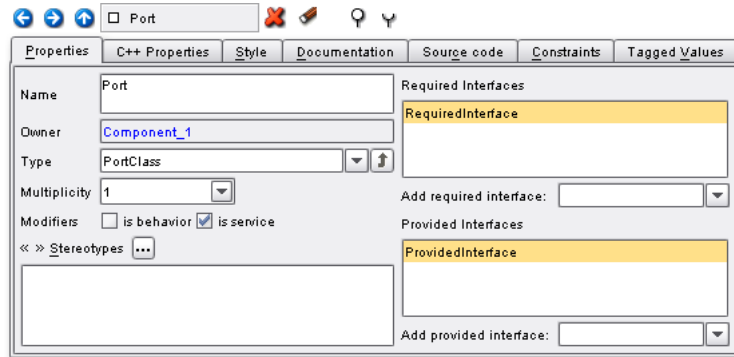 Port
Properties C++ Properties Style Documentation Source code Constraints Tagged Values
Name Port
Owner Component_1
Type PortClass
Multiplicity 1
Modifiers is behavior is service
« » Stereotypes ...
Required Interfaces
RequiredInterface
Add required interface:
Provided Interfaces
ProvidedInterface
Add provided interface: